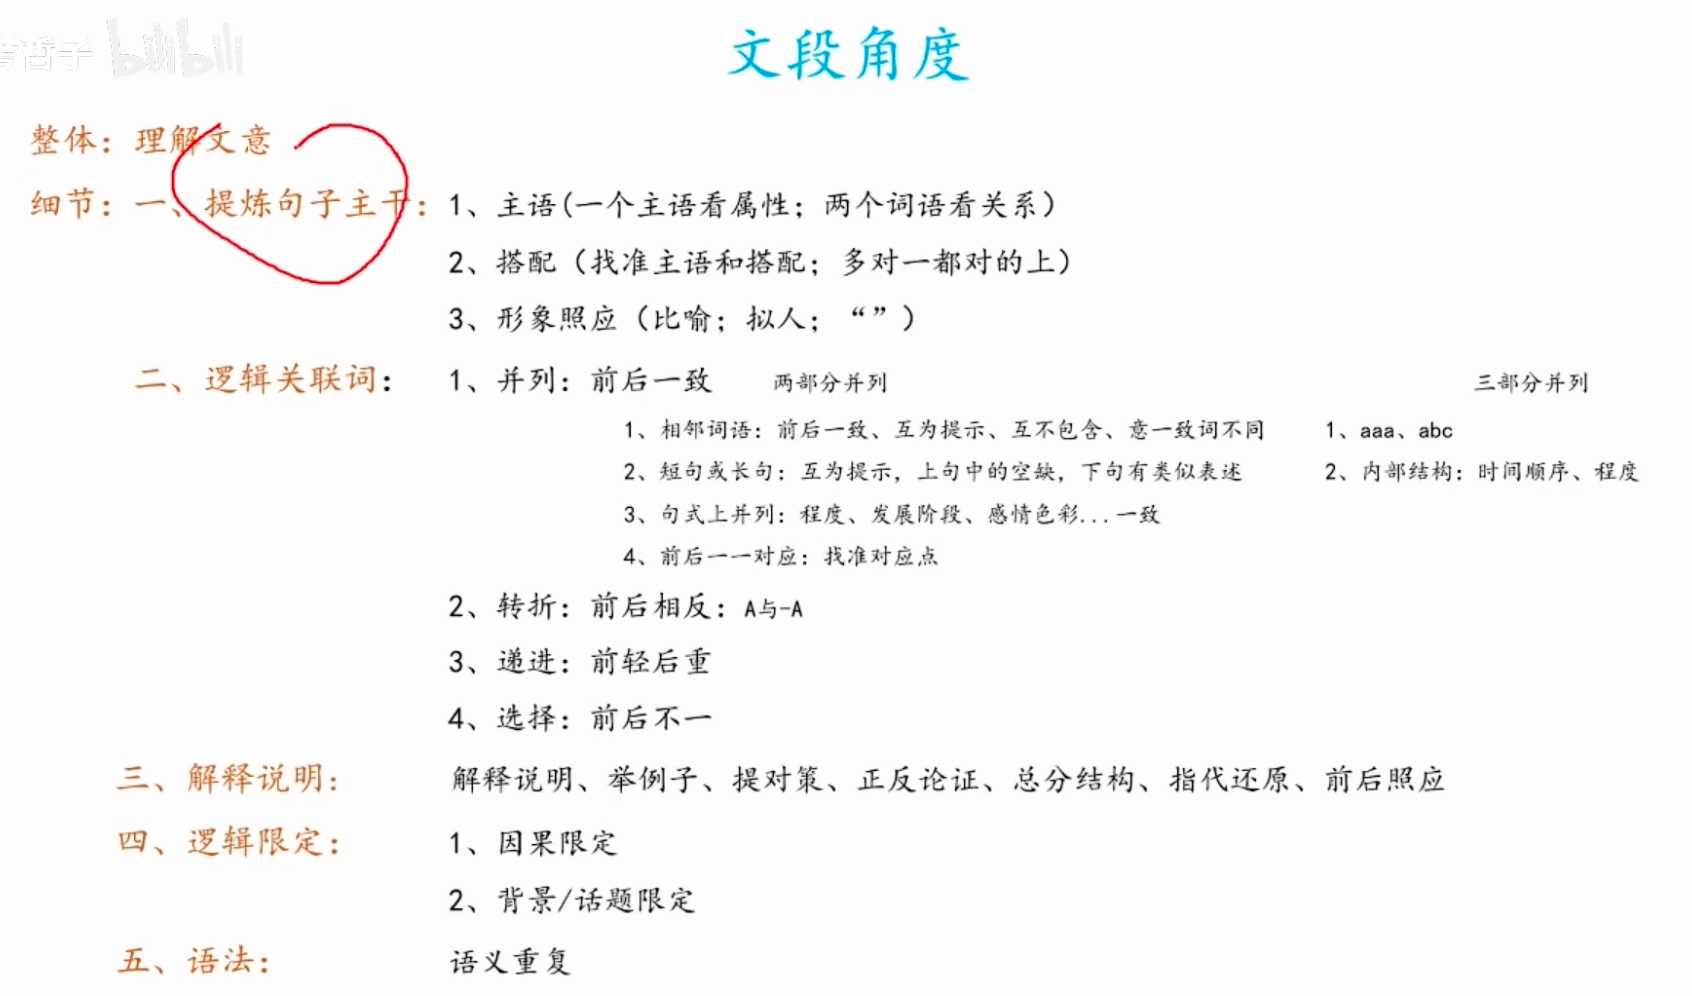 bilibili
文段角度
整体：理解文意
细节：一、提炼句子主干：1、主语(一个主语看属性；两个词语看关系）
2、搭配（找准主语和搭配；多对一都对的上）
3、形象照应（比喻；拟人；“”）
二、逻辑关联词： 1、并列：前后一致 两部分并列 三部分并列
1、相邻词语：前后一致、互为提示、互不包含、意一致词不同 1、aaa、abc
2、短句或长句：互为提示，上句中的空缺，下句有类似表述 2、内部结构：时间顺序、程度
3、句式上并列：程度、发展阶段、感情色彩...一致
4、前后一一对应：找准对应点
2、转折：前后相反：A与-A
3、递进：前轻后重
4、选择：前后不一
三、解释说明： 解释说明、举例子、提对策、正反论证、总分结构、指代还原、前后照应
四、逻辑限定： 1、因果限定
2、背景/话题限定
五、语法： 语义重复